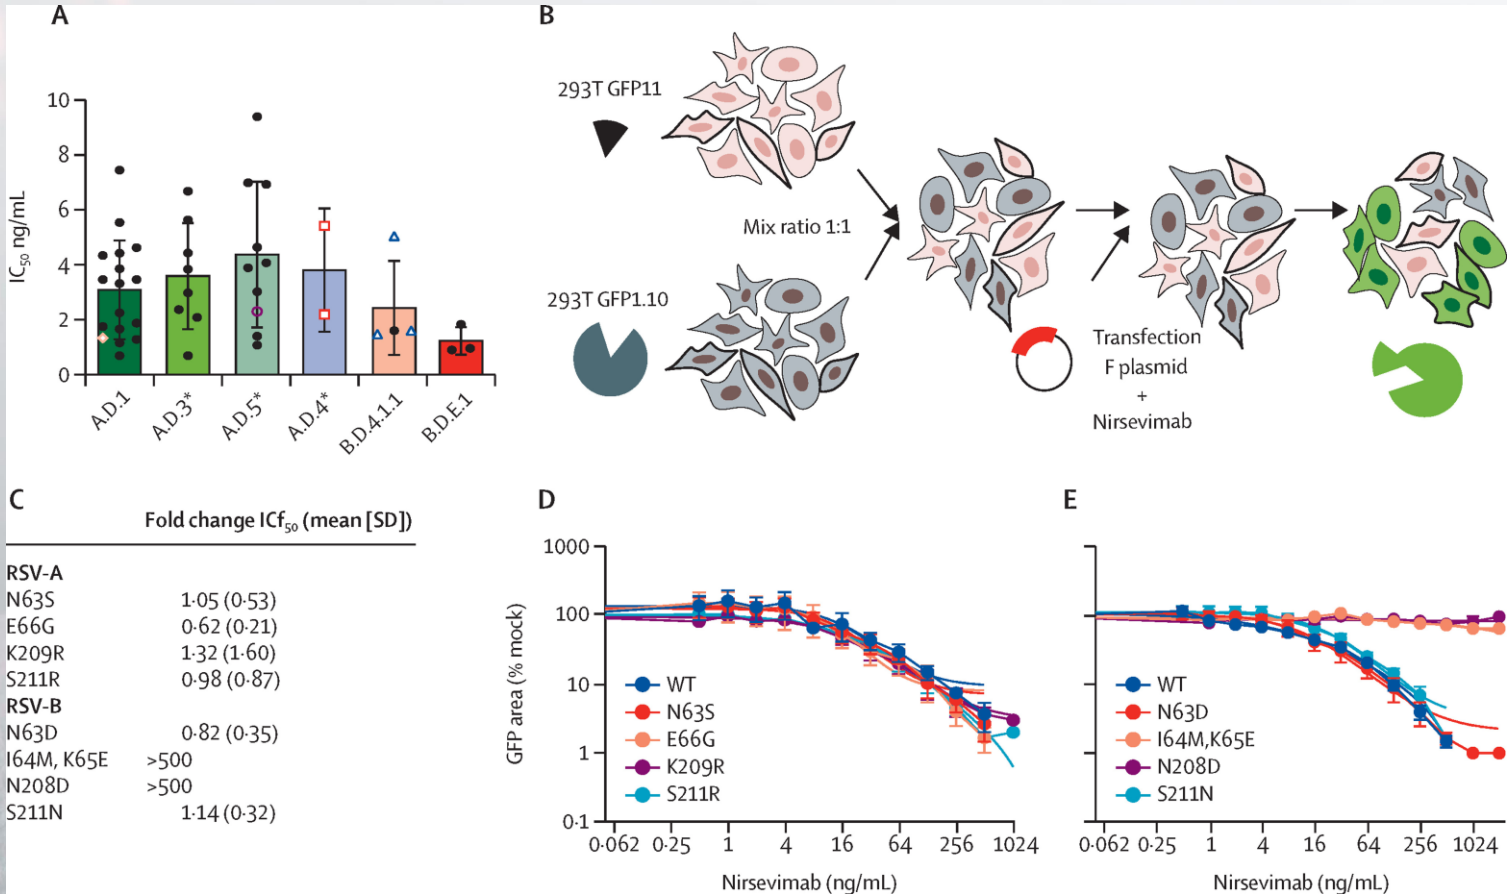 A
IC₅₀ ng/mL
10
8
6
4
2
0
A.D.1
A.D.3*
A.D.5*
A.D.4*
B.D.4.1.1
B.D.E.1
B
293T GFP11
293T GFP1.10
Mix ratio 1:1
Transfection
F plasmid
+
Nirsevimab
C
Fold change ICf₅₀ (mean [SD])
RSV-A
N63S 1·05 (0·53)
E66G 0·62 (0·21)
K209R 1·32 (1·60)
S211R 0·98 (0·87)
RSV-B
N63D 0·82 (0·35)
I64M, K65E >500
N208D >500
S211N 1·14 (0·32)
D
GFP area (% mock)
1000
100
10
1
0·1
WT
N63S
E66G
K209R
S211R
0·062 0·25 1 4 16 64 256 1024
Nirsevimab (ng/mL)
E
WT
N63D
I64M,K65E
N208D
S211N
0·062 0·25 1 4 16 64 256 1024
Nirsevimab (ng/mL)